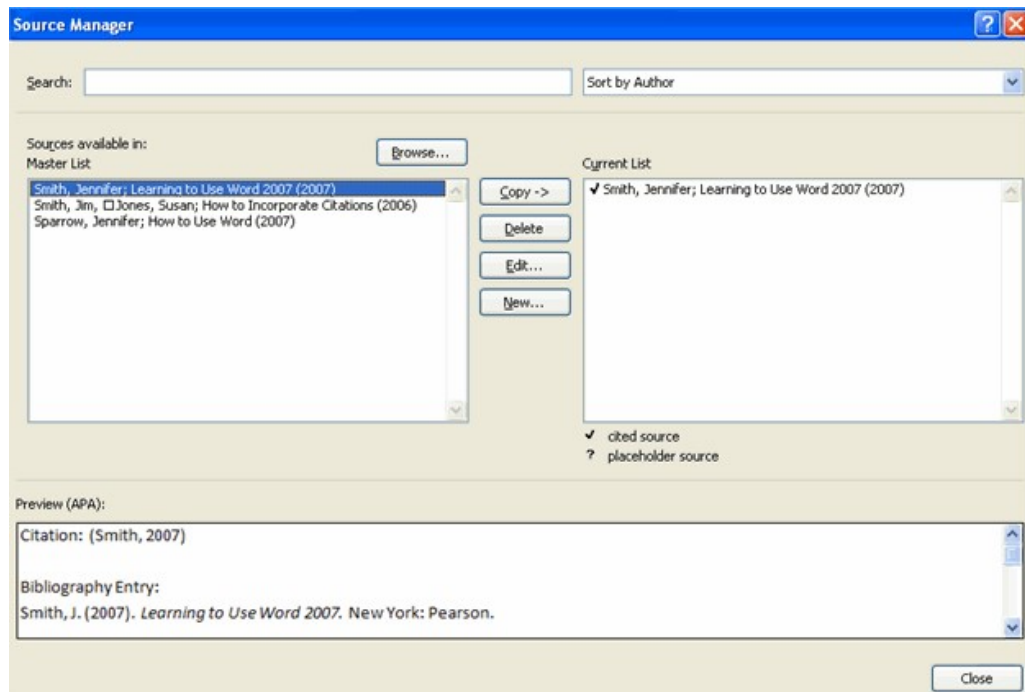 Source Manager
Search:
Sort by Author
Sources available in:
Master List
Browse...
Current List
Smith, Jennifer; Learning to Use Word 2007 (2007)
Smith, Jim, □Jones, Susan; How to Incorporate Citations (2006)
Sparrow, Jennifer; How to Use Word (2007)
Copy ->
Delete
Edit...
New...
✓ Smith, Jennifer; Learning to Use Word 2007 (2007)
✓ cited source
? placeholder source
Preview (APA):
Citation: (Smith, 2007)
Bibliography Entry:
Smith, J. (2007). Learning to Use Word 2007. New York: Pearson.
Close